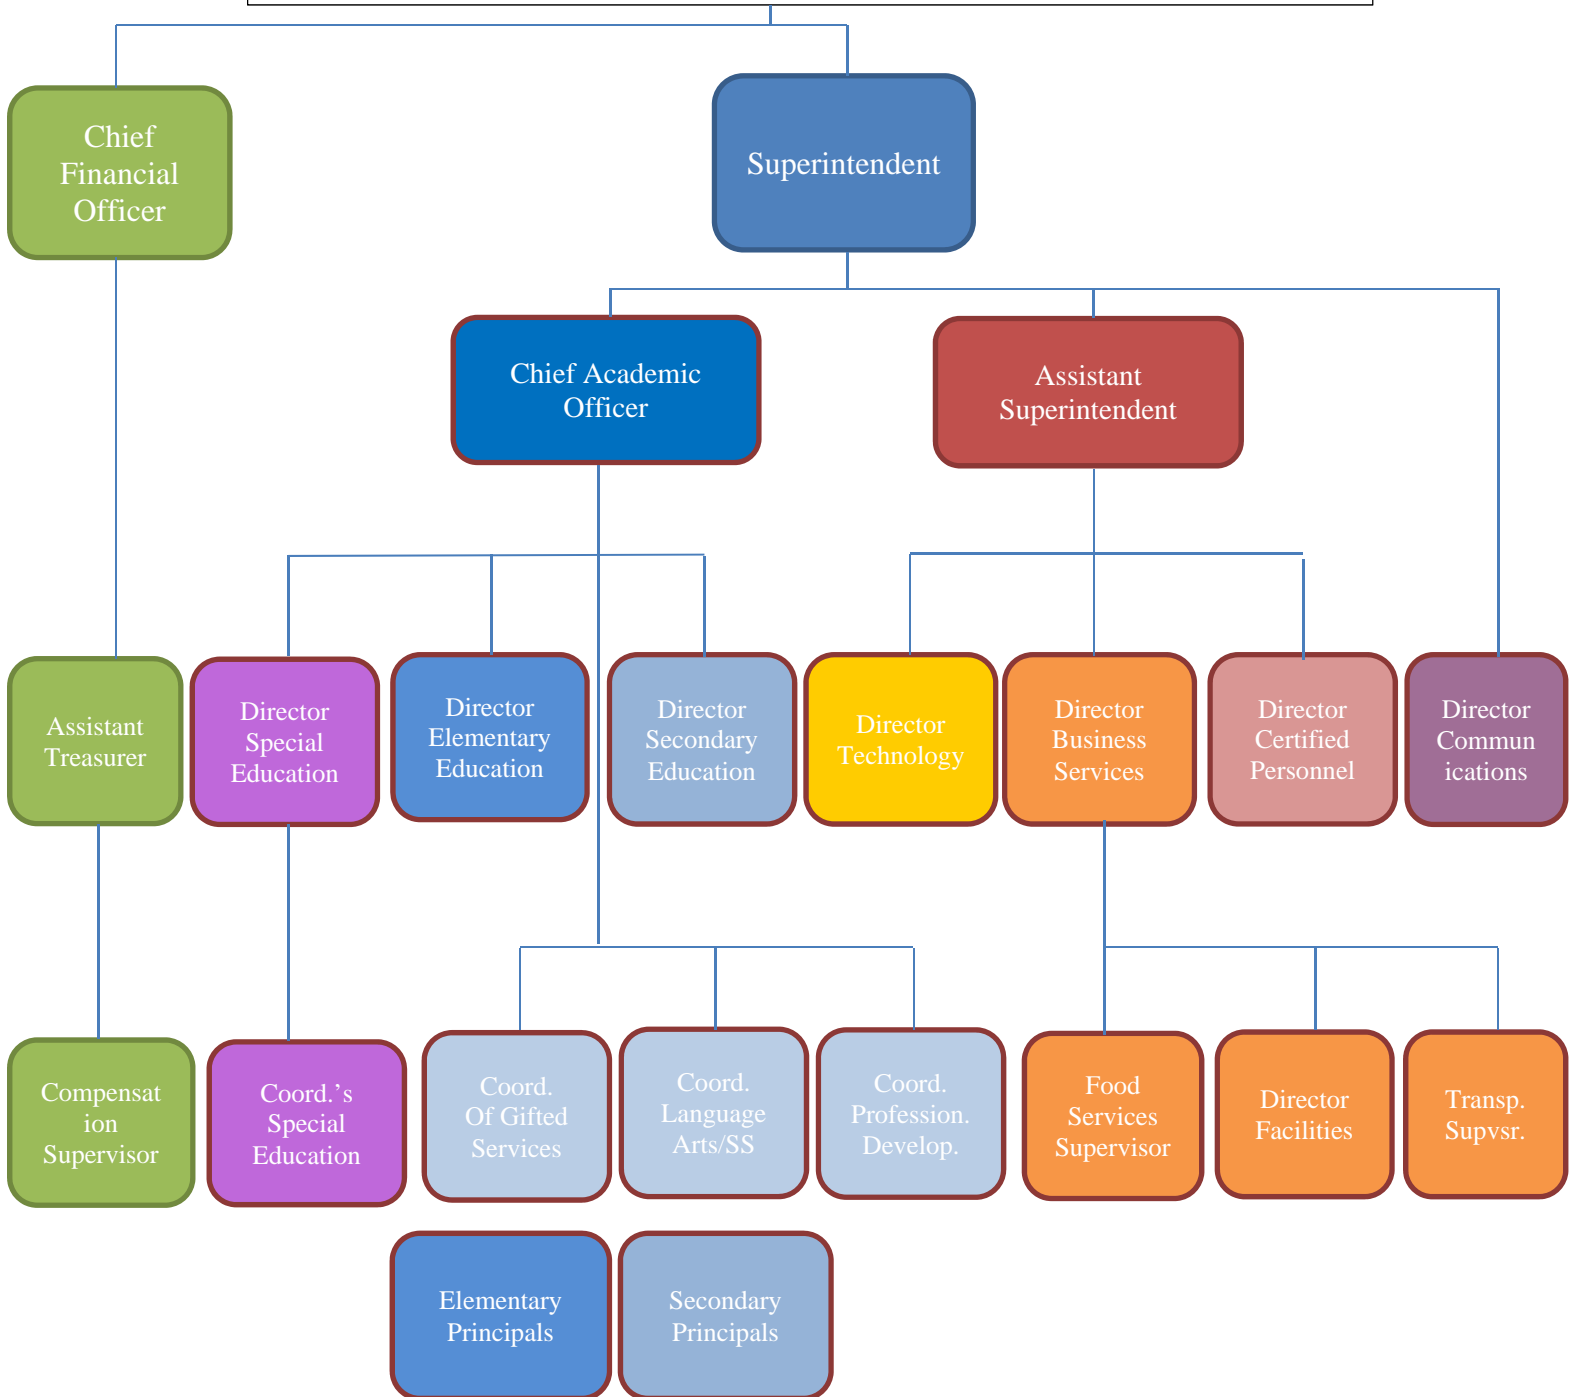 Chief
Financial
Officer
Superintendent
Chief Academic
Officer
Assistant
Superintendent
Assistant
Treasurer
Director
Special
Education
Director
Elementary
Education
Director
Secondary
Education
Director
Technology
Director
Business
Services
Director
Certified
Personnel
Director
Commun
ications
Compensat
ion
Supervisor
Coord.’s
Special
Education
Coord.
Of Gifted
Services
Coord.
Language
Arts/SS
Coord.
Profession.
Develop.
Food
Services
Supervisor
Director
Facilities
Transp.
Supvsr.
Elementary
Principals
Secondary
Principals